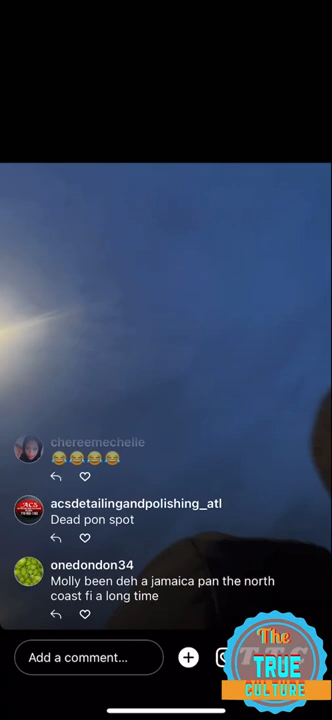 chereemechelle
😂😂😂😂
acsdetailingandpolishing_atl
Dead pon spot
onedondon34
Molly been deh a jamaica pan the north
coast fi a long time
Add a comment...
The
TRUE
CULTURE